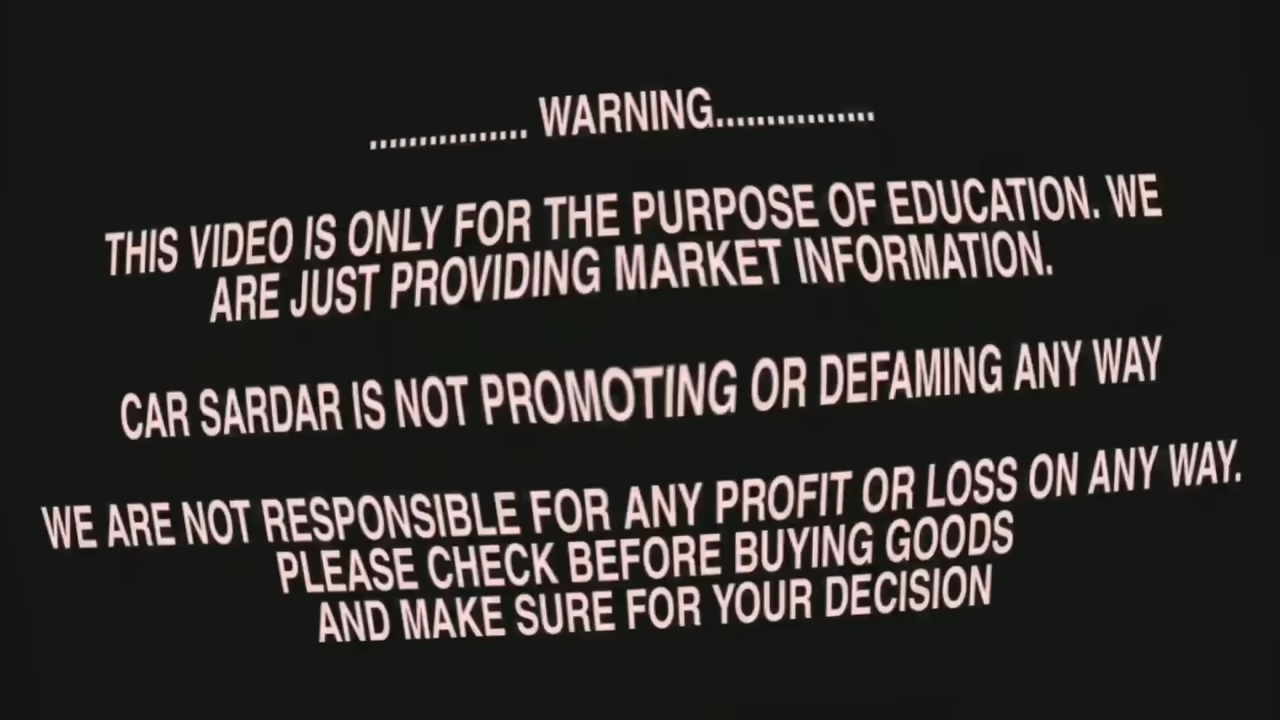 ................ WARNING................
THIS VIDEO IS ONLY FOR THE PURPOSE OF EDUCATION. WE
ARE JUST PROVIDING MARKET INFORMATION.
CAR SARDAR IS NOT PROMOTING OR DEFAMING ANY WAY
WE ARE NOT RESPONSIBLE FOR ANY PROFIT OR LOSS ON ANY WAY.
PLEASE CHECK BEFORE BUYING GOODS
AND MAKE SURE FOR YOUR DECISION